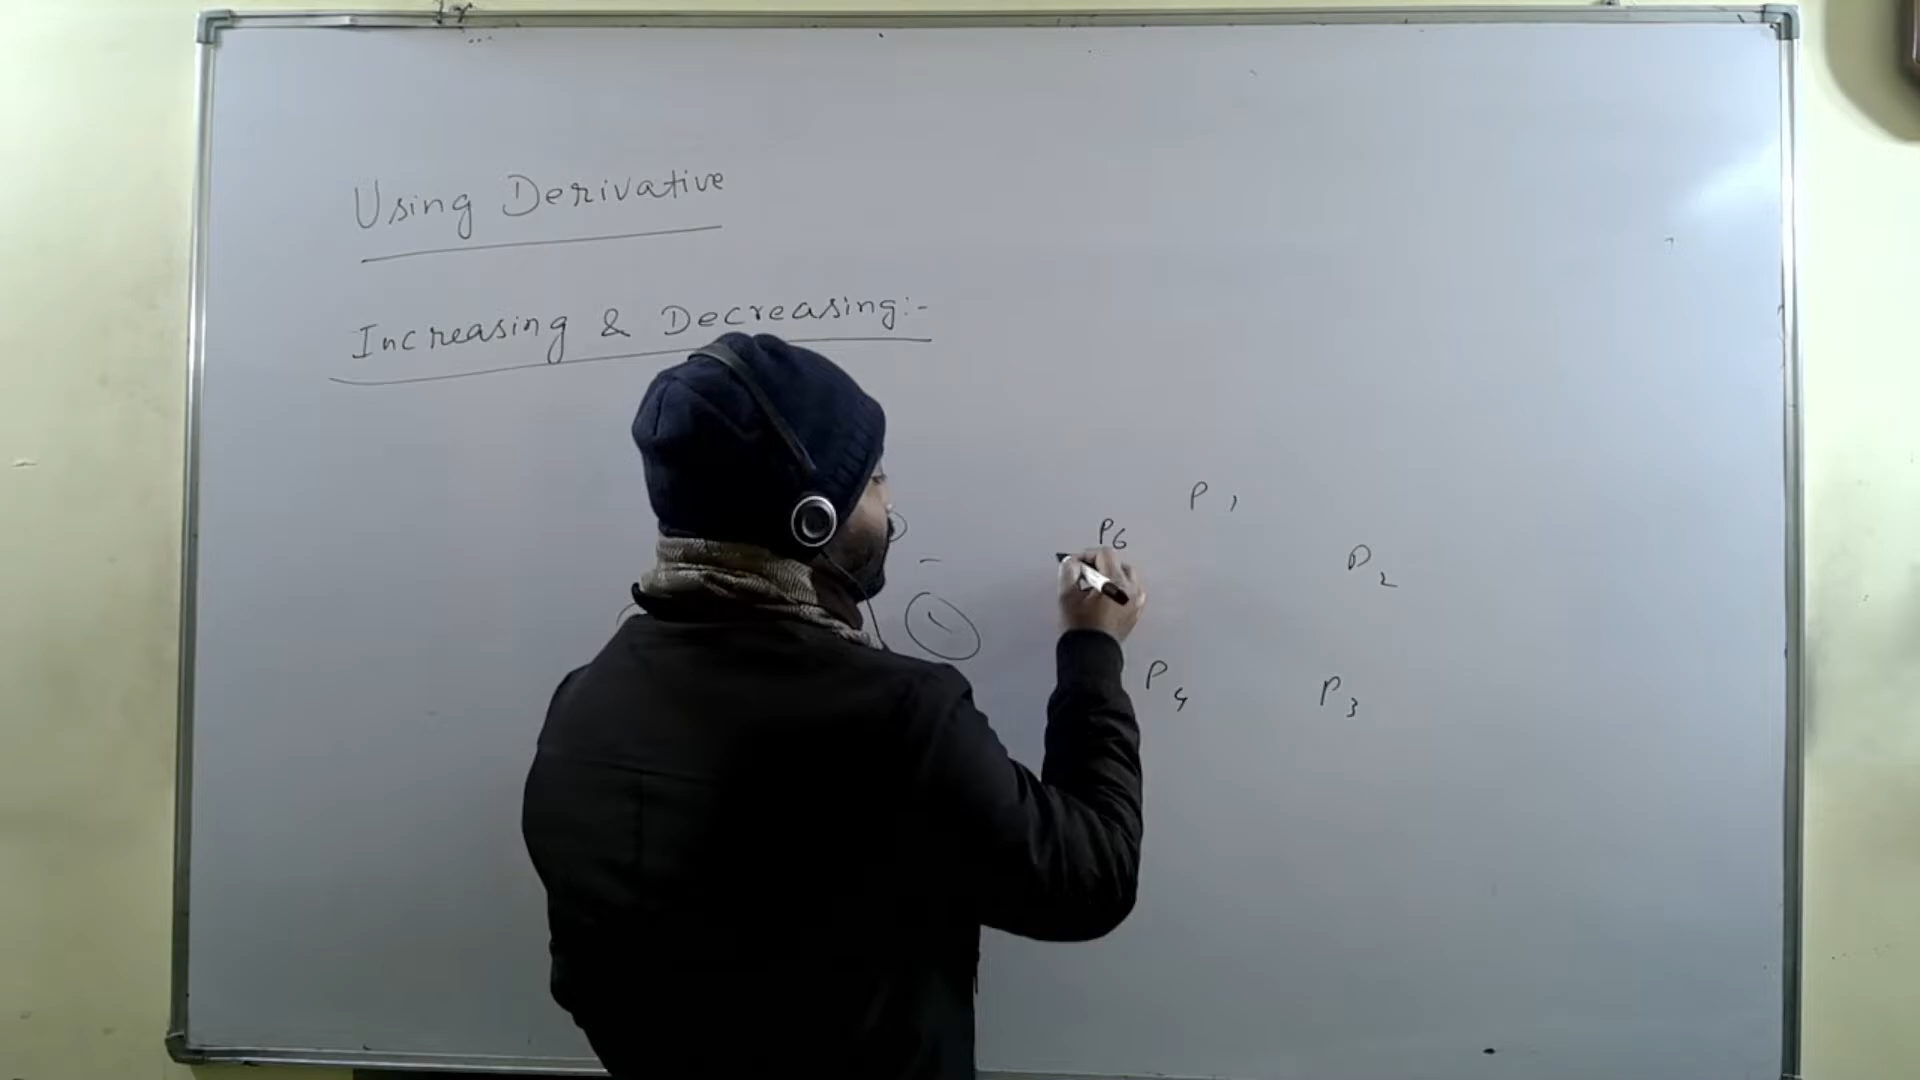 Using Derivative
Increasing & Decreasing:-
P1
P6
P2
P4
P3